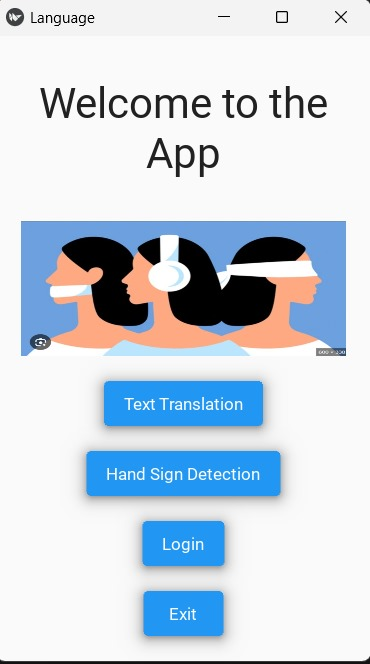 Language
Welcome to the
App
Text Translation
Hand Sign Detection
Login
Exit